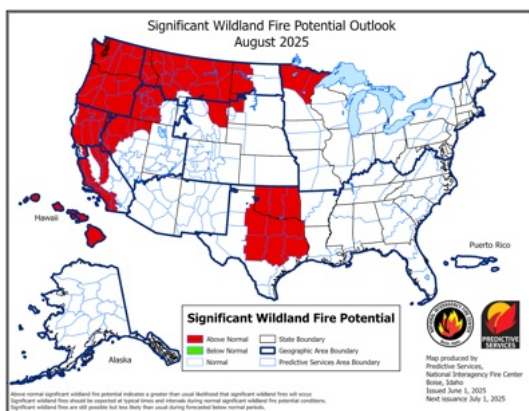 Significant Wildland Fire Potential Outlook
August 2025
Hawaii
Puerto Rico
Alaska
Significant Wildland Fire Potential
Above Normal
Below Normal
Normal
State Boundary
Geographic Area Boundary
Predictive Services Area Boundary
NATIONAL INTERAGENCY FIRE CENTER
PREDICTIVE
SERVICES
Map produced by
Predictive Services,
National Interagency Fire Center
Boise, Idaho
Issued June 1, 2025
Next issuance July 1, 2025
Above normal significant wildland fire potential indicates a greater than usual likelihood that significant wildland fires will occur.
Significant wildland fires should be expected at typical times and intervals during normal significant wildland fire potential conditions.
Significant wildland fires are still possible but less likely than usual during forecasted below normal periods.